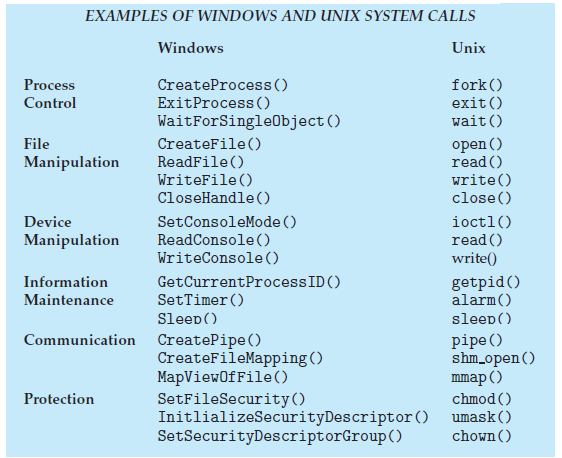 EXAMPLES OF WINDOWS AND UNIX SYSTEM CALLS
Windows Unix
Process CreateProcess() fork()
Control ExitProcess() exit()
WaitForSingleObject() wait()
File CreateFile() open()
Manipulation ReadFile() read()
WriteFile() write()
CloseHandle() close()
Device SetConsoleMode() ioctl()
Manipulation ReadConsole() read()
WriteConsole() write()
Information GetCurrentProcessID() getpid()
Maintenance SetTimer() alarm()
Sleep() sleep()
Communication CreatePipe() pipe()
CreateFileMapping() shm_open()
MapViewOfFile() mmap()
Protection SetFileSecurity() chmod()
InitlializeSecurityDescriptor() umask()
SetSecurityDescriptorGroup() chown()